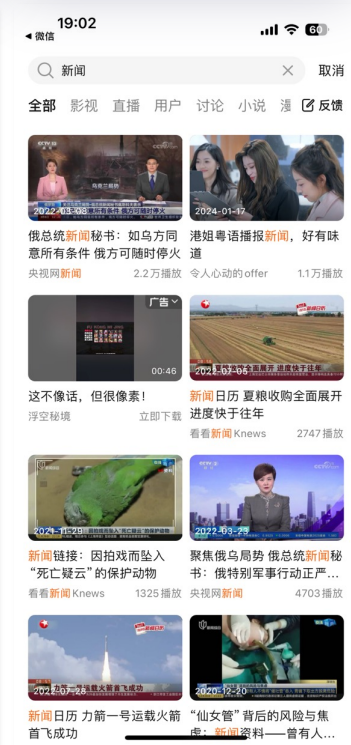 19:02
60
微信
新闻
取消
全部 影视 直播 用户 讨论 小说 反馈
2024-01-17
俄总统新闻秘书：如乌方同
意所有条件 俄方可随时停火
央视网新闻 2.2万播放
港姐粤语播报新闻，好有味
道
令人心动的offer 1.1万播放
广告
00:46
这不像话，但很像素！
浮空秘境 立即下载
2022-07-05
新闻日历 夏粮收购全面展开
进度快于往年
看看新闻Knews 2747播放
2021-11-29
新闻链接：因拍戏而坠入
“死亡疑云”的保护动物
看看新闻Knews 1325播放
2022-03-23
聚焦俄乌局势 俄总统新闻秘
书：俄特别军事行动正严...
央视网新闻 4703播放
2022-07-28
新闻日历 力箭一号运载火箭
首飞成功
2020-12-20
“仙女管”背后的风险与焦
虑：新闻资料——曾有人...